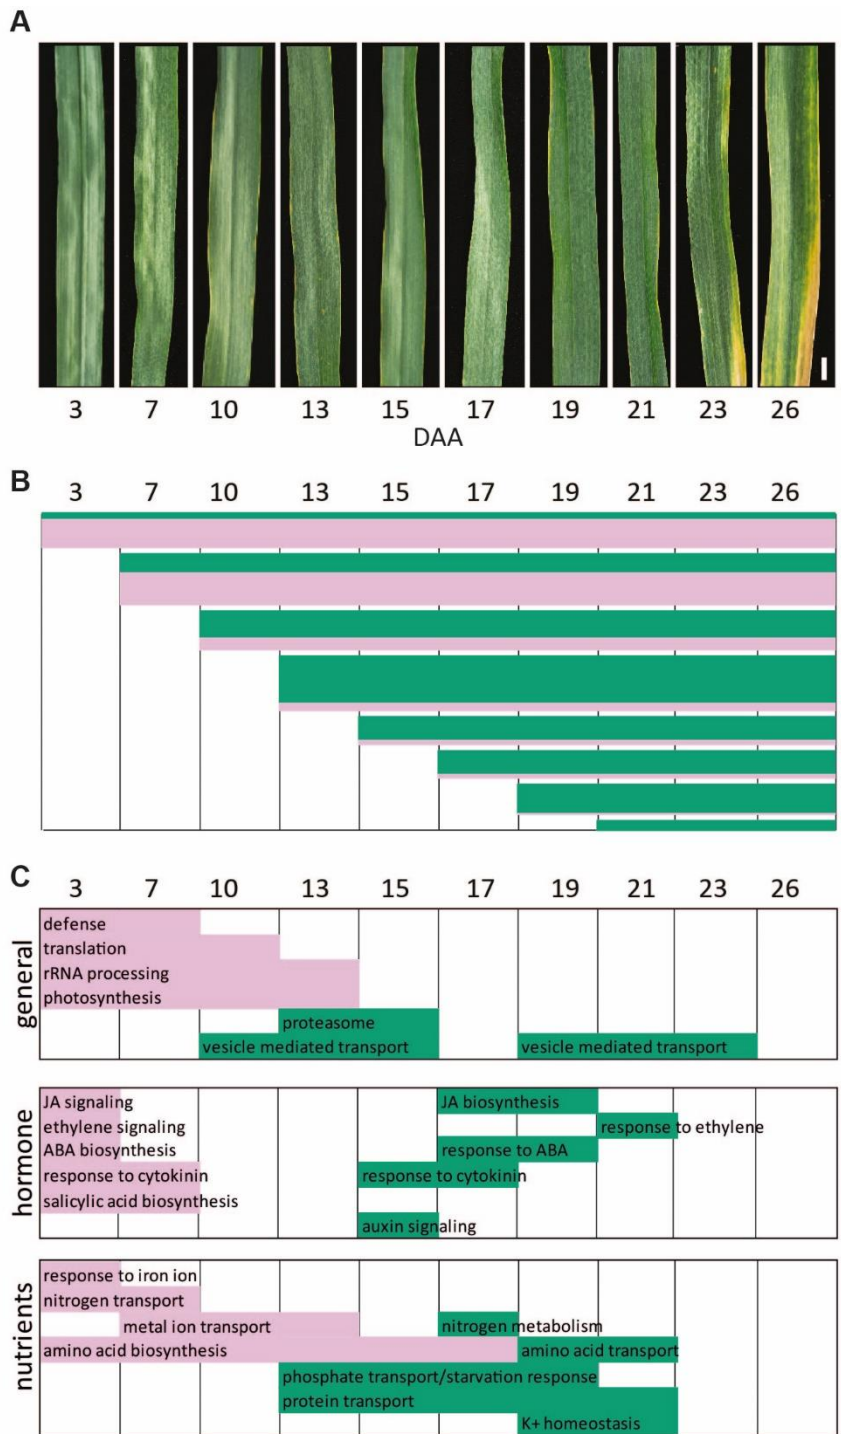 A
3 7 10 13 15 17 19 21 23 26
DAA
B
3 7 10 13 15 17 19 21 23 26
C
3 7 10 13 15 17 19 21 23 26
general
defense
translation
rRNA processing
photosynthesis
proteasome
vesicle mediated transport vesicle mediated transport
hormone
JA signaling JA biosynthesis
ethylene signaling response to ethylene
ABA biosynthesis response to ABA
response to cytokinin response to cytokinin
salicylic acid biosynthesis
auxin signaling
nutrients
response to iron ion
nitrogen transport
metal ion transport nitrogen metabolism
amino acid biosynthesis amino acid transport
phosphate transport/starvation response
protein transport
K+ homeostasis